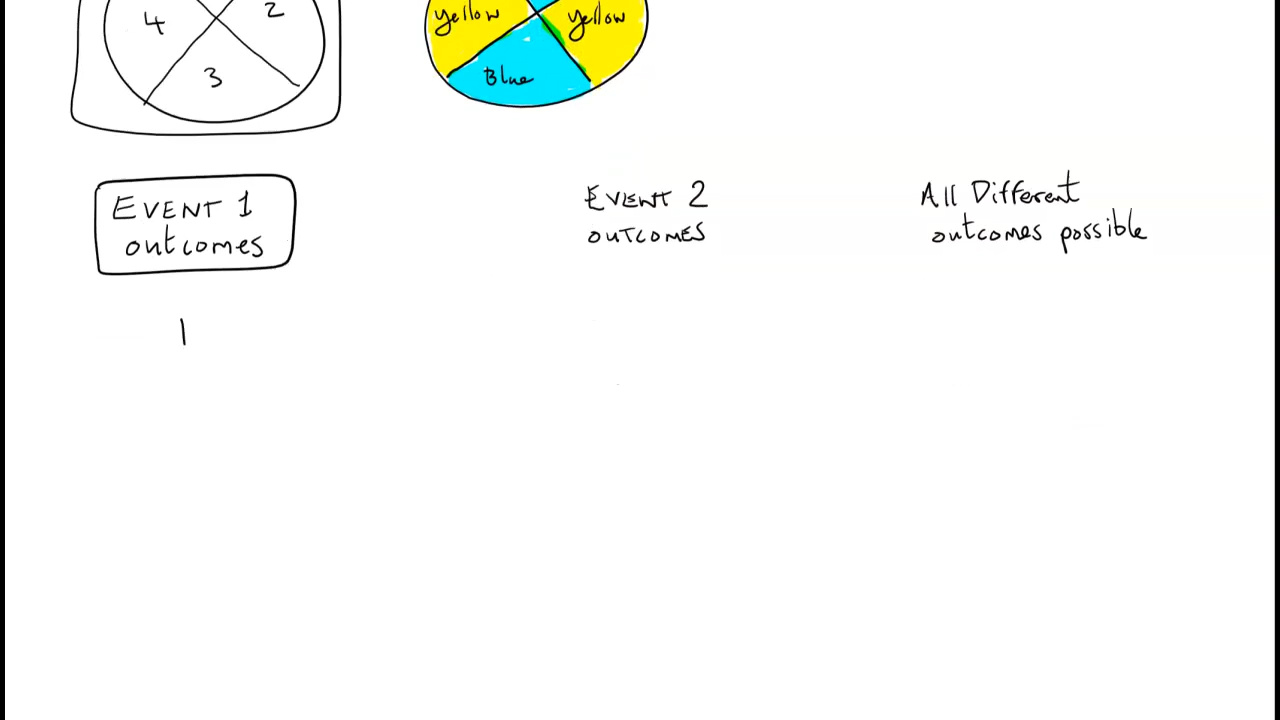 4
2
3
yellow
yellow
Blue
EVENT 1
outcomes
EVENT 2
OUTCOMES
All Different
outcomes possible
1